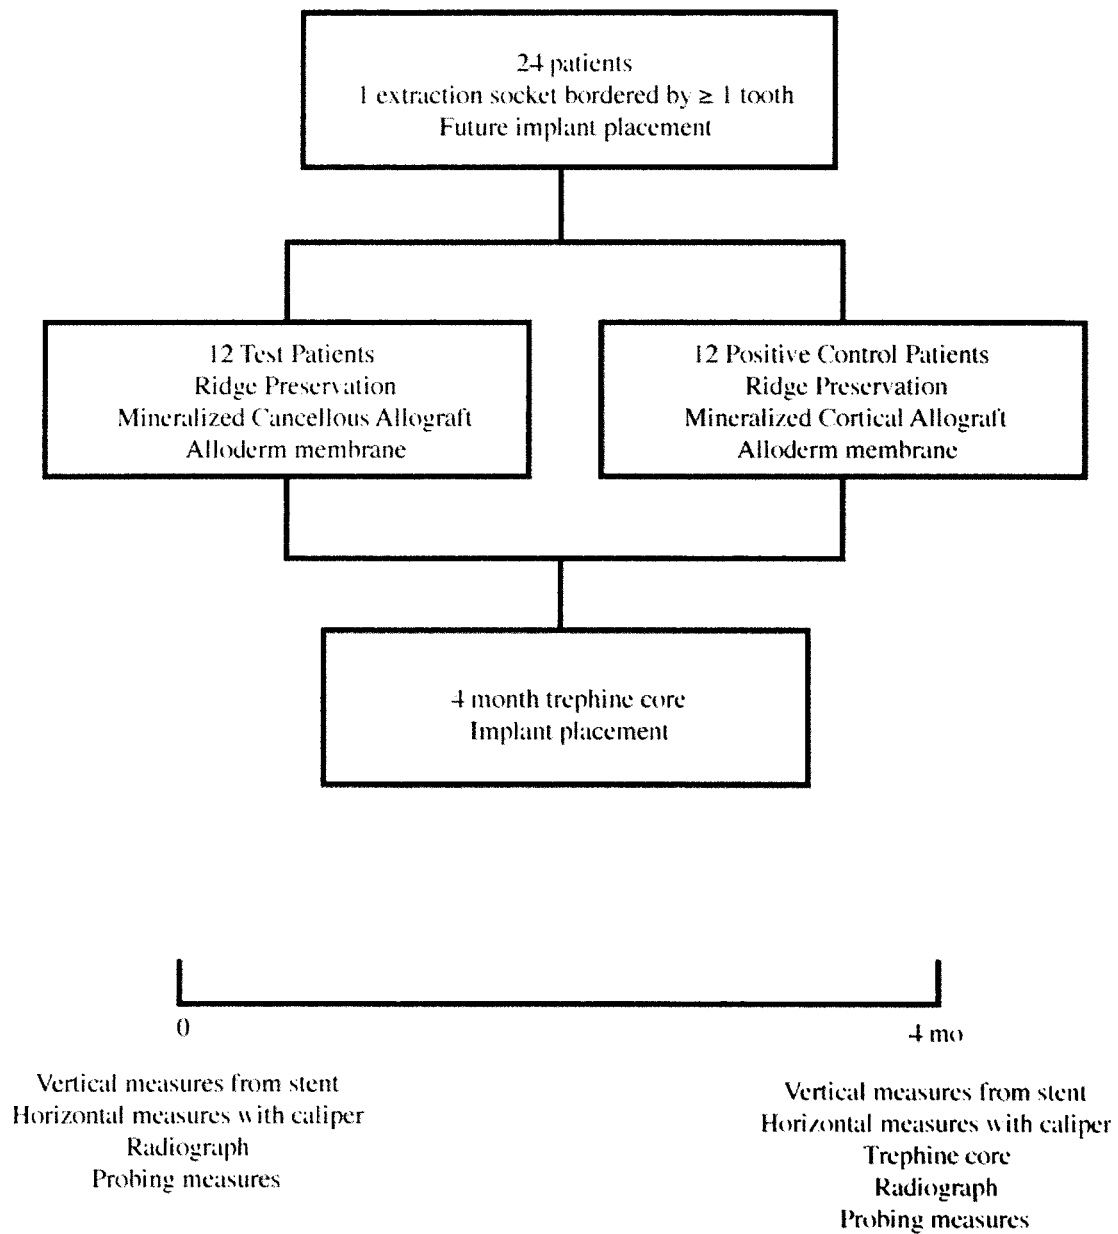 24 patients
1 extraction socket bordered by ≥ 1 tooth
Future implant placement
12 Test Patients
Ridge Preservation
Mineralized Cancellous Allograft
Alloderm membrane
12 Positive Control Patients
Ridge Preservation
Mineralized Cortical Allograft
Alloderm membrane
4 month trephine core
Implant placement
0
4 mo
Vertical measures from stent
Horizontal measures with caliper
Radiograph
Probing measures
Vertical measures from stent
Horizontal measures with caliper
Trephine core
Radiograph
Probing measures